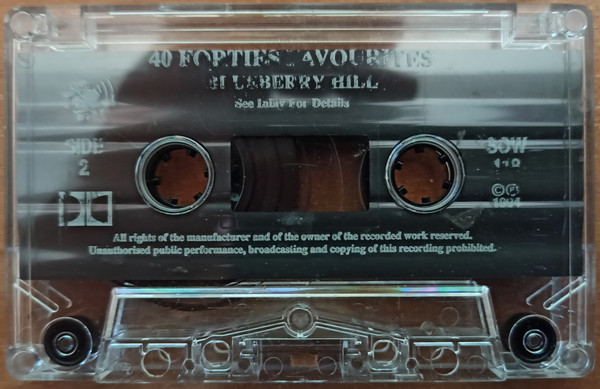 40 FORTIES FAVOURITES
BLUEBERRY HILL
See Inlay For Details
SIDE
2
SOW
©℗
All rights of the manufacturer and of the owner of the recorded work reserved.
Unauthorised public performance, broadcasting and copying of this recording prohibited.